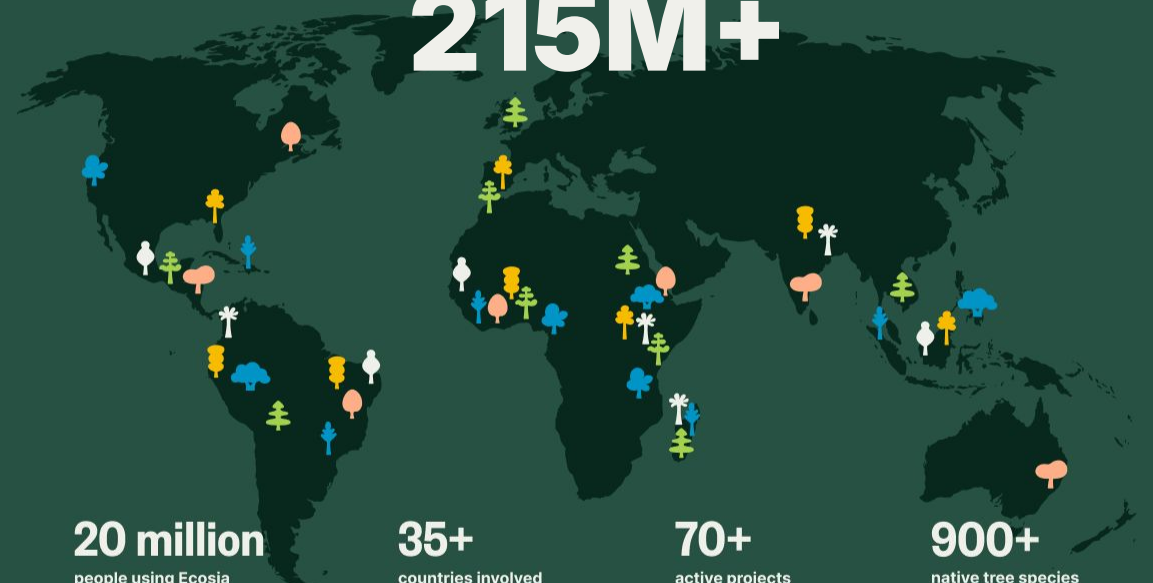 215M+
20 million
people using Ecosia
35+
countries involved
70+
active projects
900+
native tree species